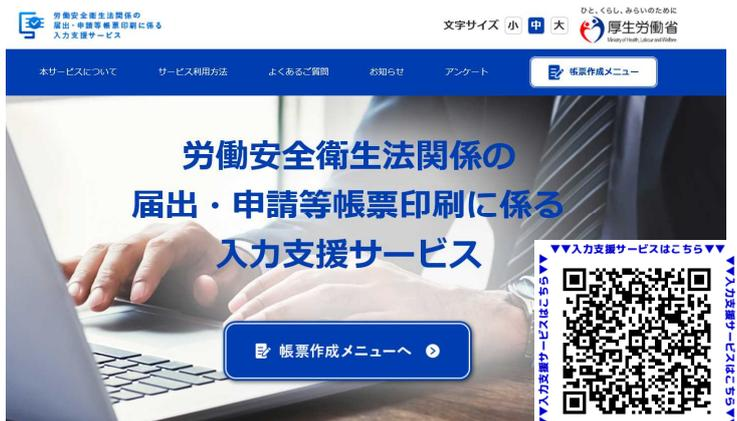 労働安全衛生法関係の
届出・申請等帳票印刷に係る
入力支援サービス
文字サイズ 小 中 大
ひと、くらし、みらいのために
厚生労働省
Ministry of Health, Labour and Welfare
本サービスについて サービス利用方法 よくあるご質問 お知らせ アンケート 帳票作成メニュー
労働安全衛生法関係の
届出・申請等帳票印刷に係る
入力支援サービス
帳票作成メニューへ
▼▼入力支援サービスはこちら▼▼
▼▼入力支援サービスはこちら▼▼
▼▼入力支援サービスはこちら▼▼